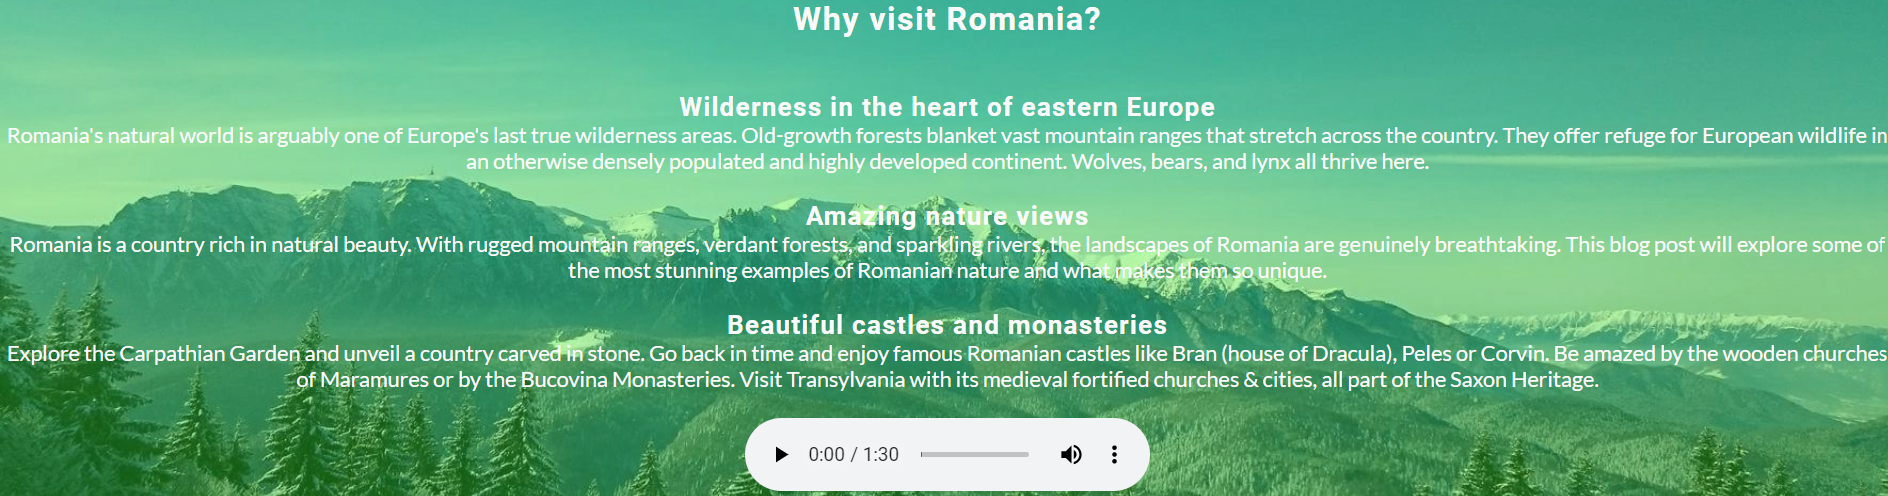 Why visit Romania?
Wilderness in the heart of eastern Europe
Romania's natural world is arguably one of Europe's last true wilderness areas. Old-growth forests blanket vast mountain ranges that stretch across the country. They offer refuge for European wildlife in
an otherwise densely populated and highly developed continent. Wolves, bears, and lynx all thrive here.
Amazing nature views
Romania is a country rich in natural beauty. With rugged mountain ranges, verdant forests, and sparkling rivers, the landscapes of Romania are genuinely breathtaking. This blog post will explore some of
the most stunning examples of Romanian nature and what makes them so unique.
Beautiful castles and monasteries
Explore the Carpathian Garden and unveil a country carved in stone. Go back in time and enjoy famous Romanian castles like Bran (house of Dracula), Peles or Corvin. Be amazed by the wooden churches
of Maramures or by the Bucovina Monasteries. Visit Transylvania with its medieval fortified churches & cities, all part of the Saxon Heritage.
0:00 / 1:30